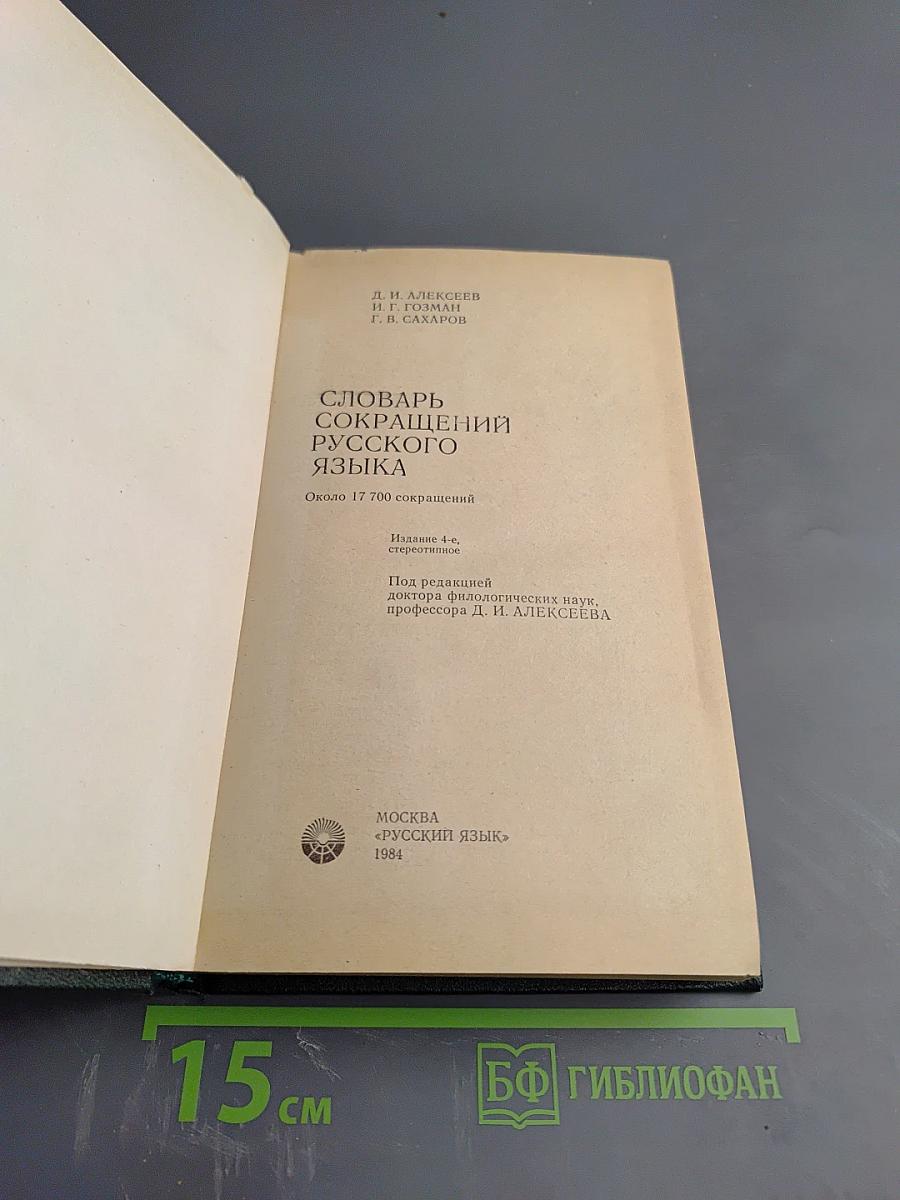 Д. И. АЛЕКСЕЕВ
И. Г. ГОЗМАН
Г. В. САХАРОВ
СЛОВАРЬ
СОКРАЩЕНИЙ
РУССКОГО
ЯЗЫКА
Около 17 700 сокращений
Издание 4-е,
стереотипное
Под редакцией
доктора филологических наук,
профессора Д. И. АЛЕКСЕЕВА
МОСКВА
«РУССКИЙ ЯЗЫК»
1984
15 см
БФ ГИБЛИОФАН